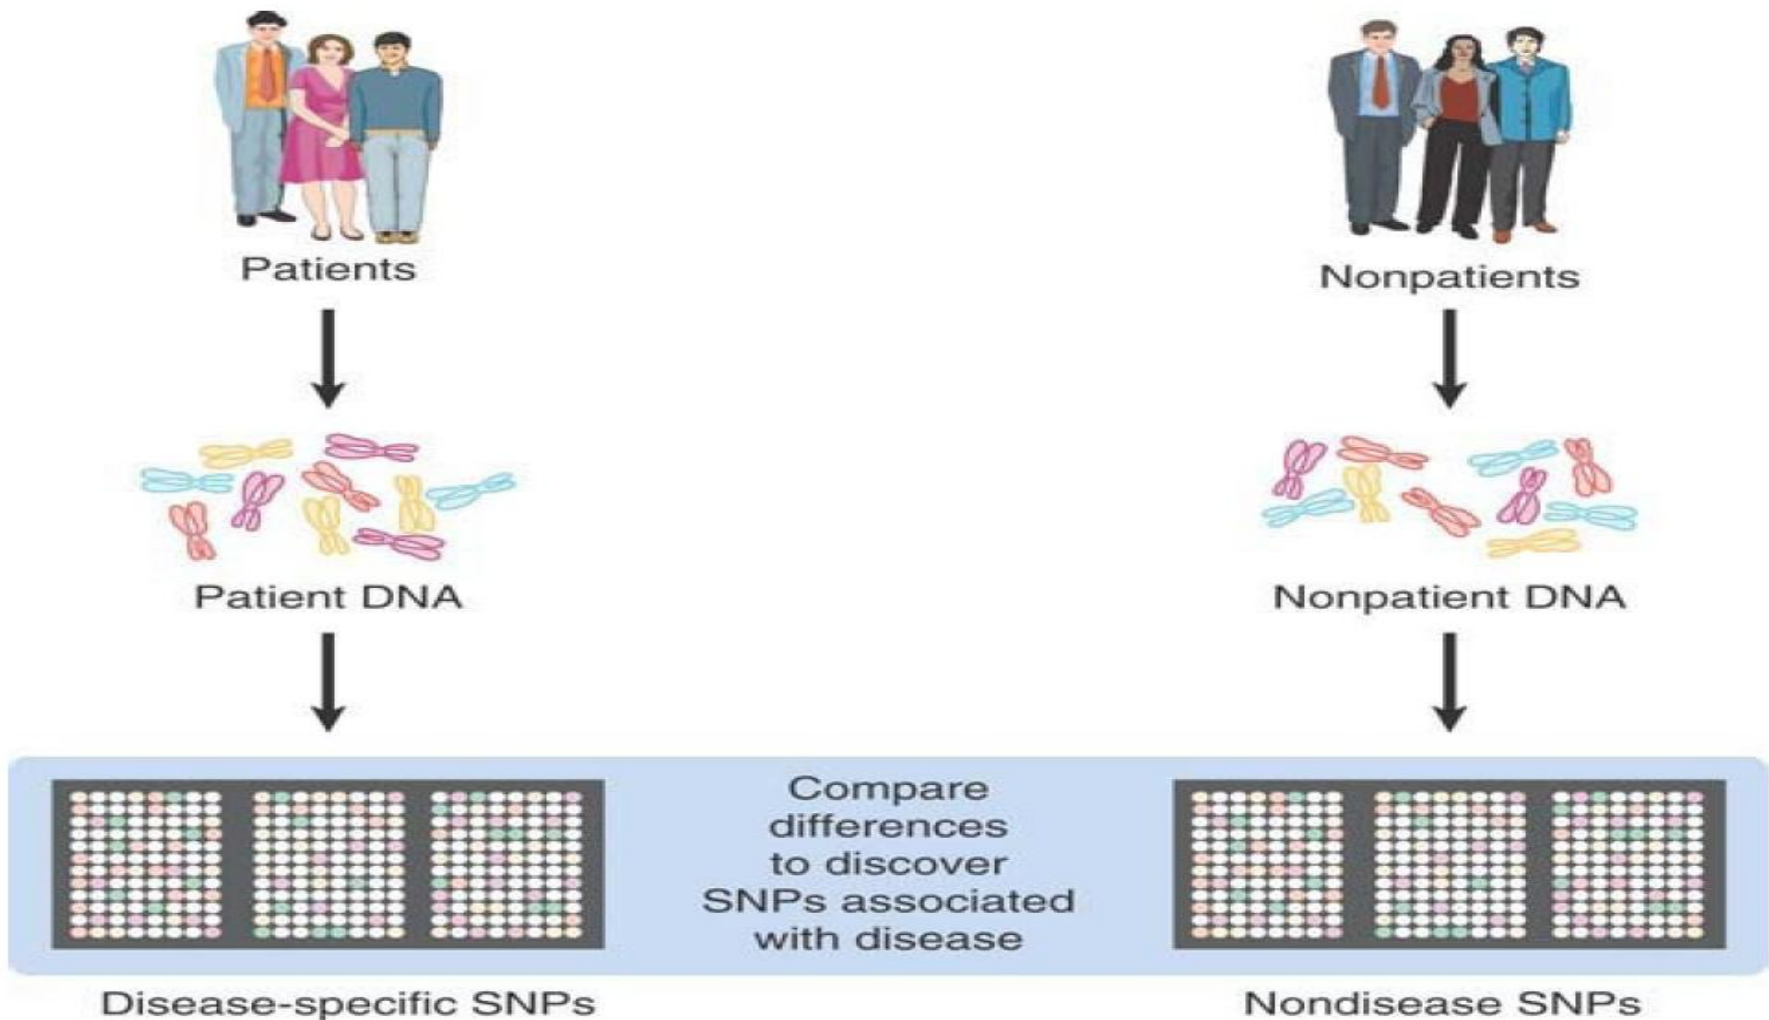 Patients
Nonpatients
Patient DNA
Nonpatient DNA
Compare
differences
to discover
SNPs associated
with disease
Disease-specific SNPs
Nondisease SNPs